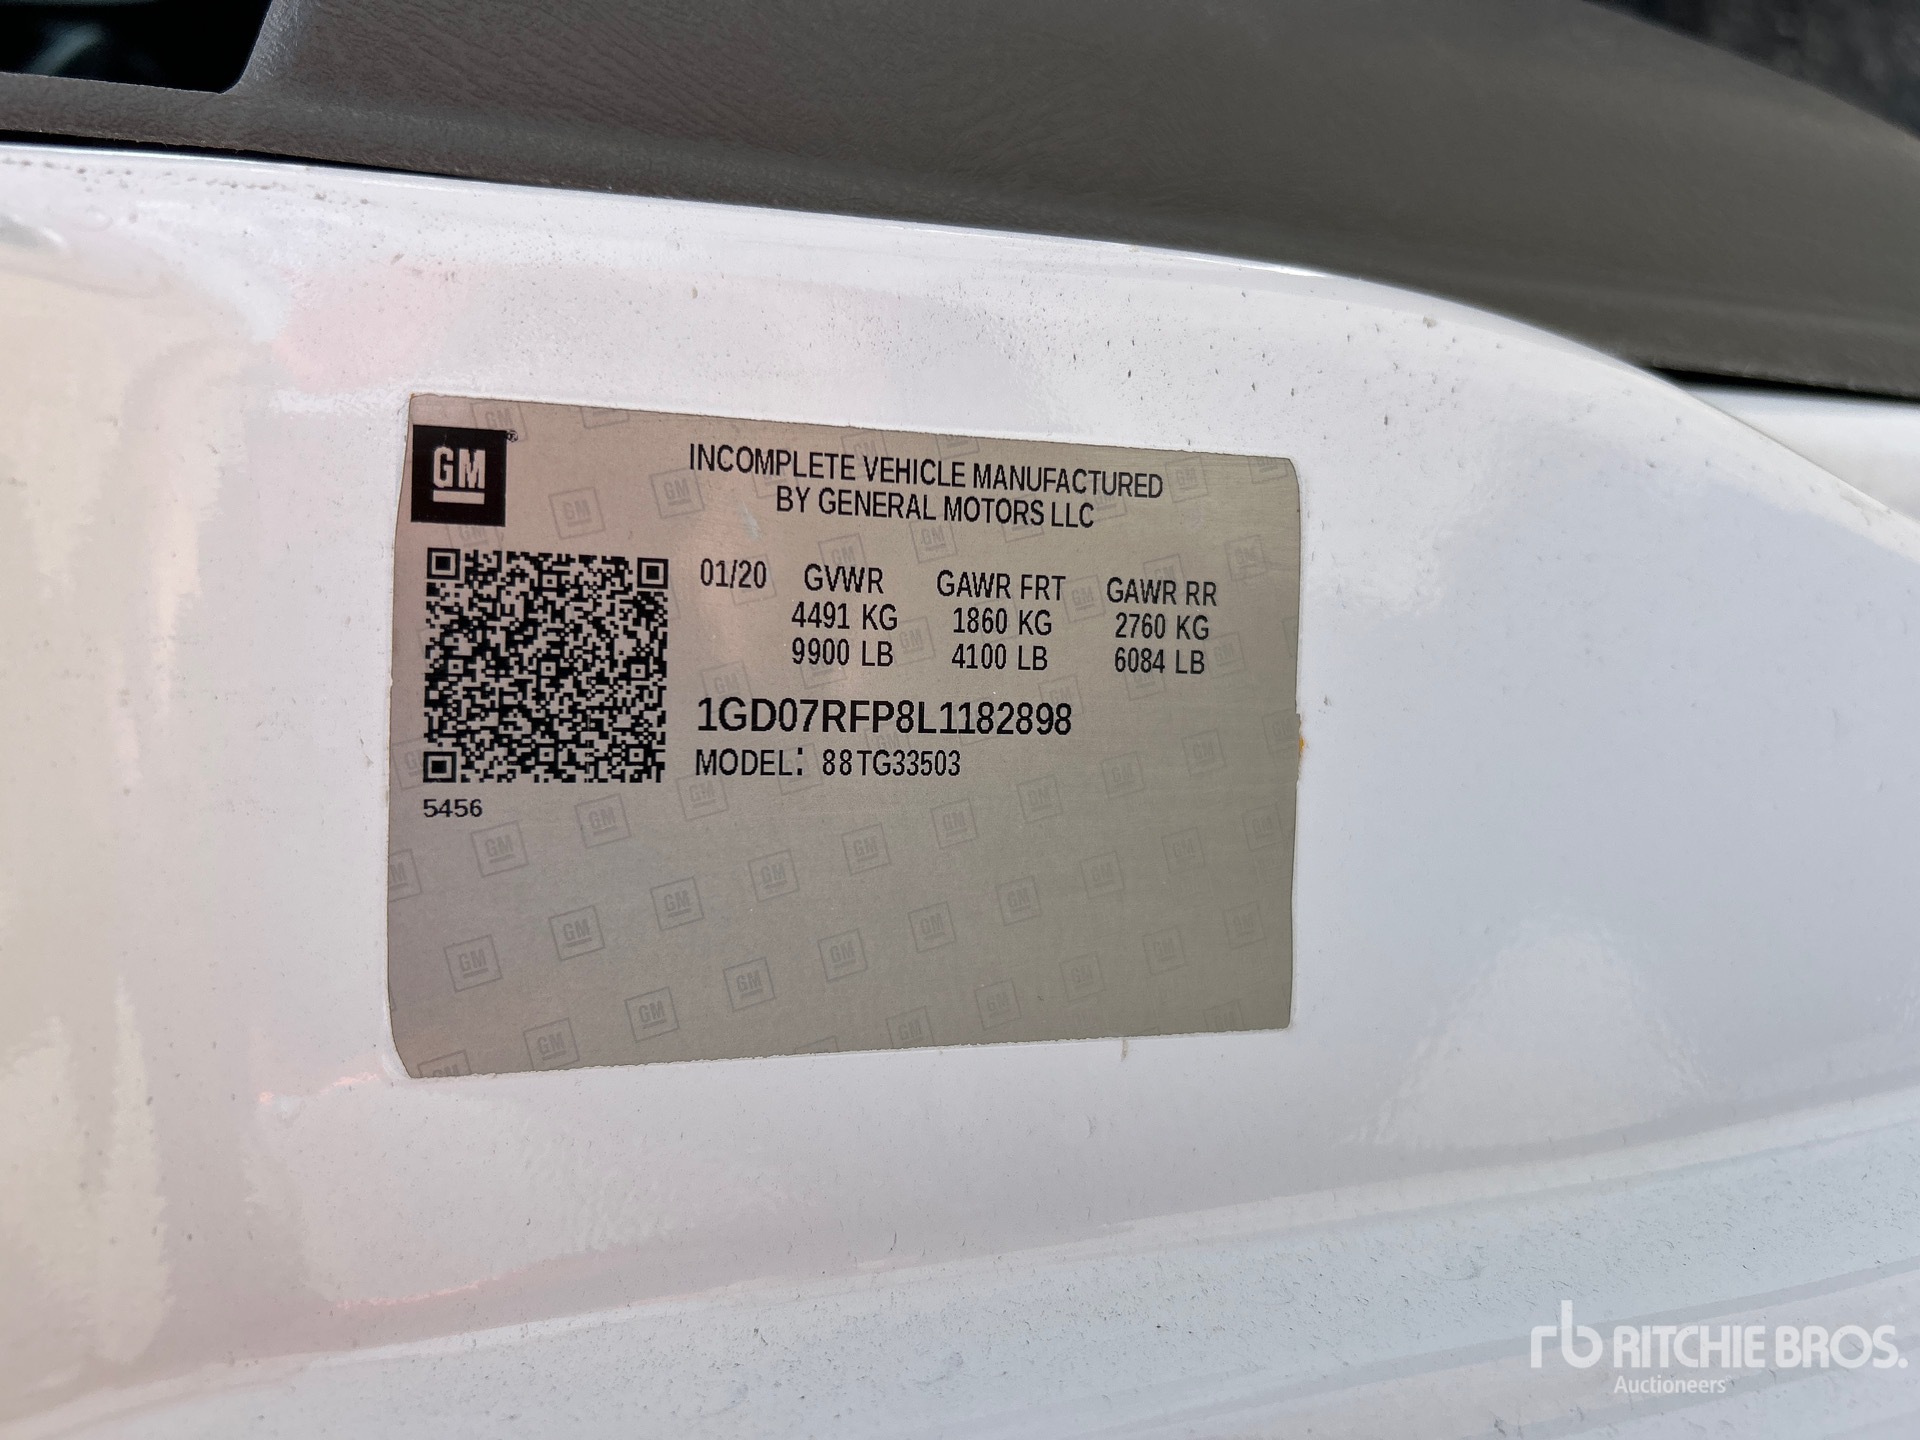 GM
INCOMPLETE VEHICLE MANUFACTURED
BY GENERAL MOTORS LLC
01/20 GVWR GAWR FRT GAWR RR
4491 KG 1860 KG 2760 KG
9900 LB 4100 LB 6084 LB
1GD07RFP8L1182898
MODEL: 88TG33503
5456
rb RITCHIE BROS.
Auctioneers